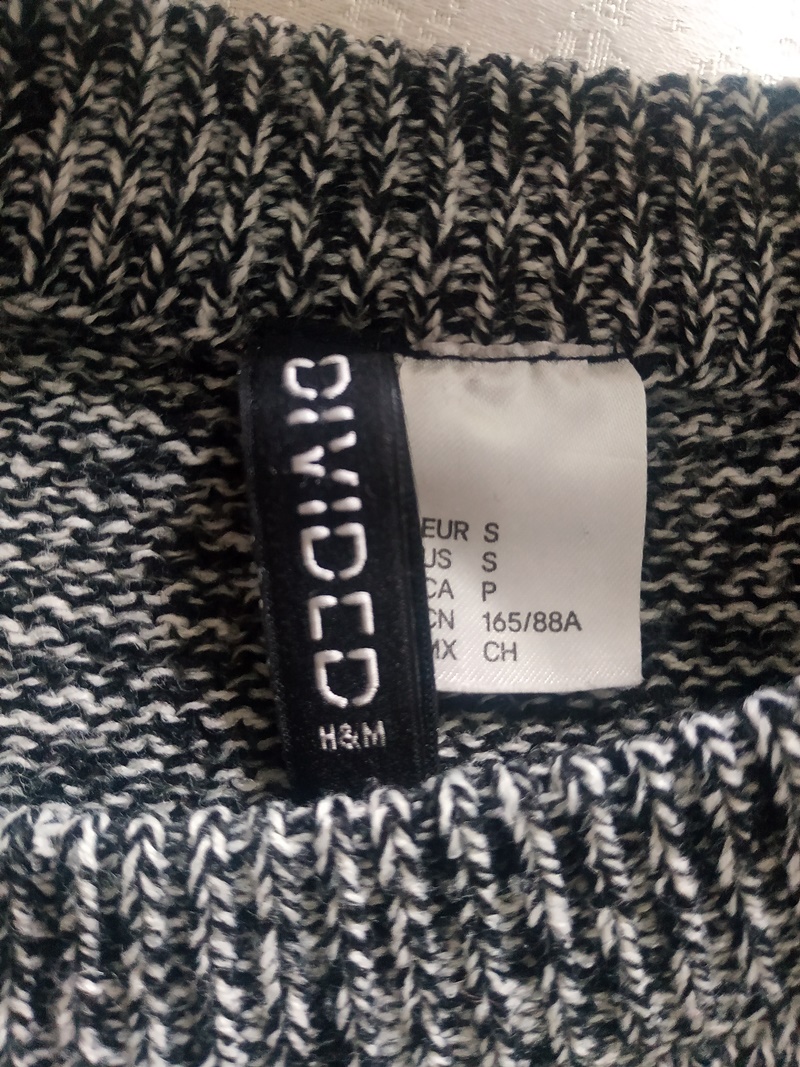 DIVIDED
H&M
EUR S
US S
CA P
CN 165/88A
MX CH